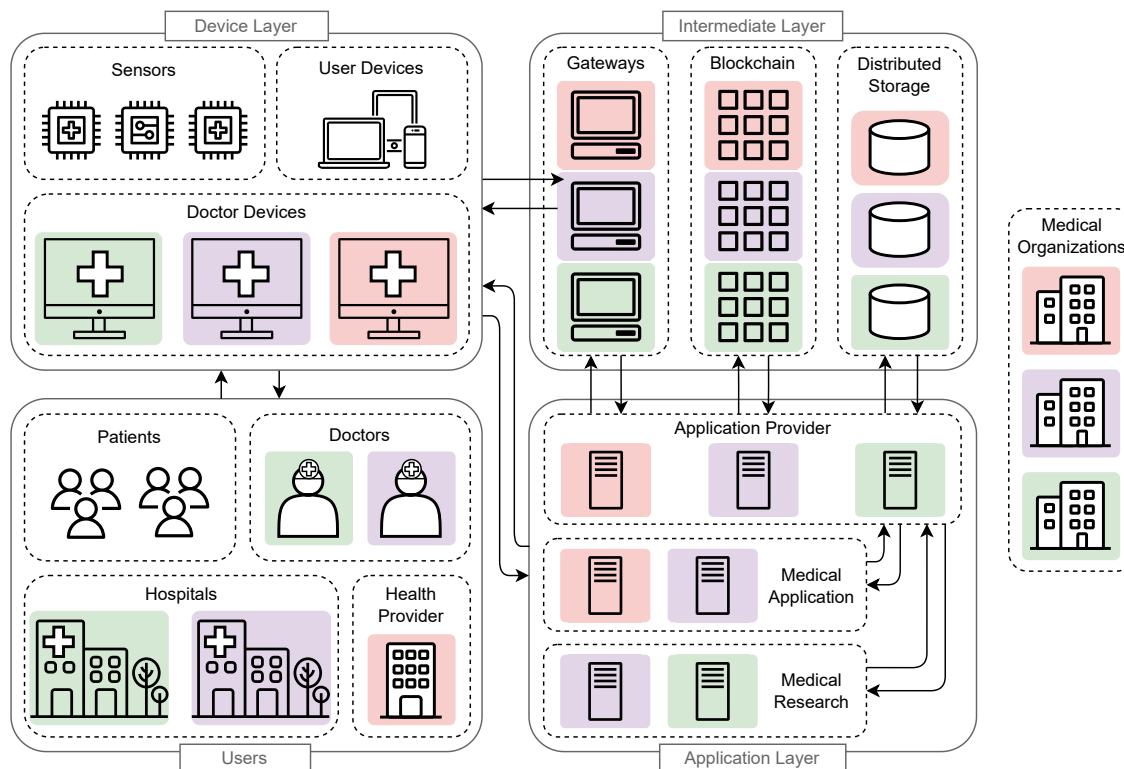 Device Layer
Sensors
User Devices
Doctor Devices
Intermediate Layer
Gateways
Blockchain
Distributed
Storage
Medical
Organizations
Patients
Doctors
Hospitals
Health
Provider
Users
Application Provider
Medical
Application
Medical
Research
Application Layer